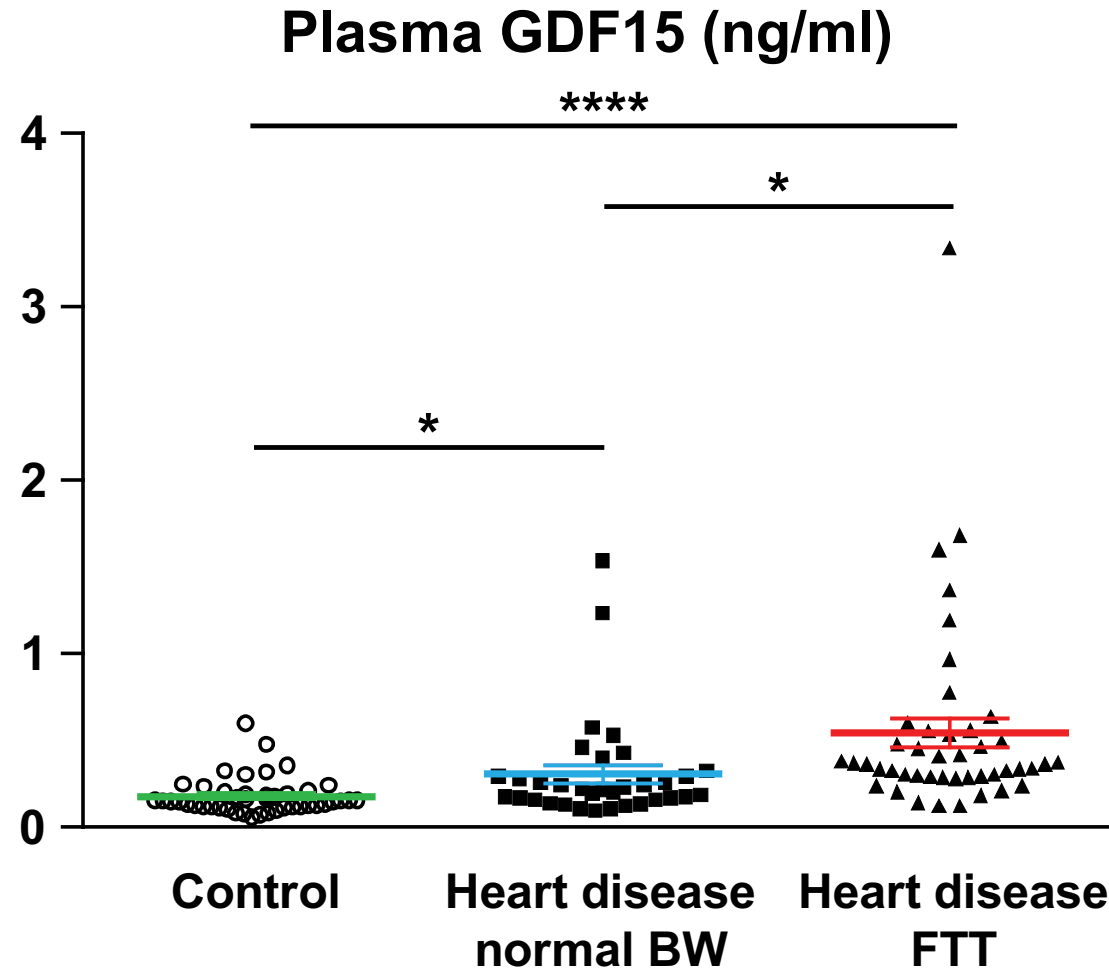 Plasma GDF15 (ng/ml)
****
4
*
3
*
2
1
0
Control
Heart disease normal BW
Heart disease FTT